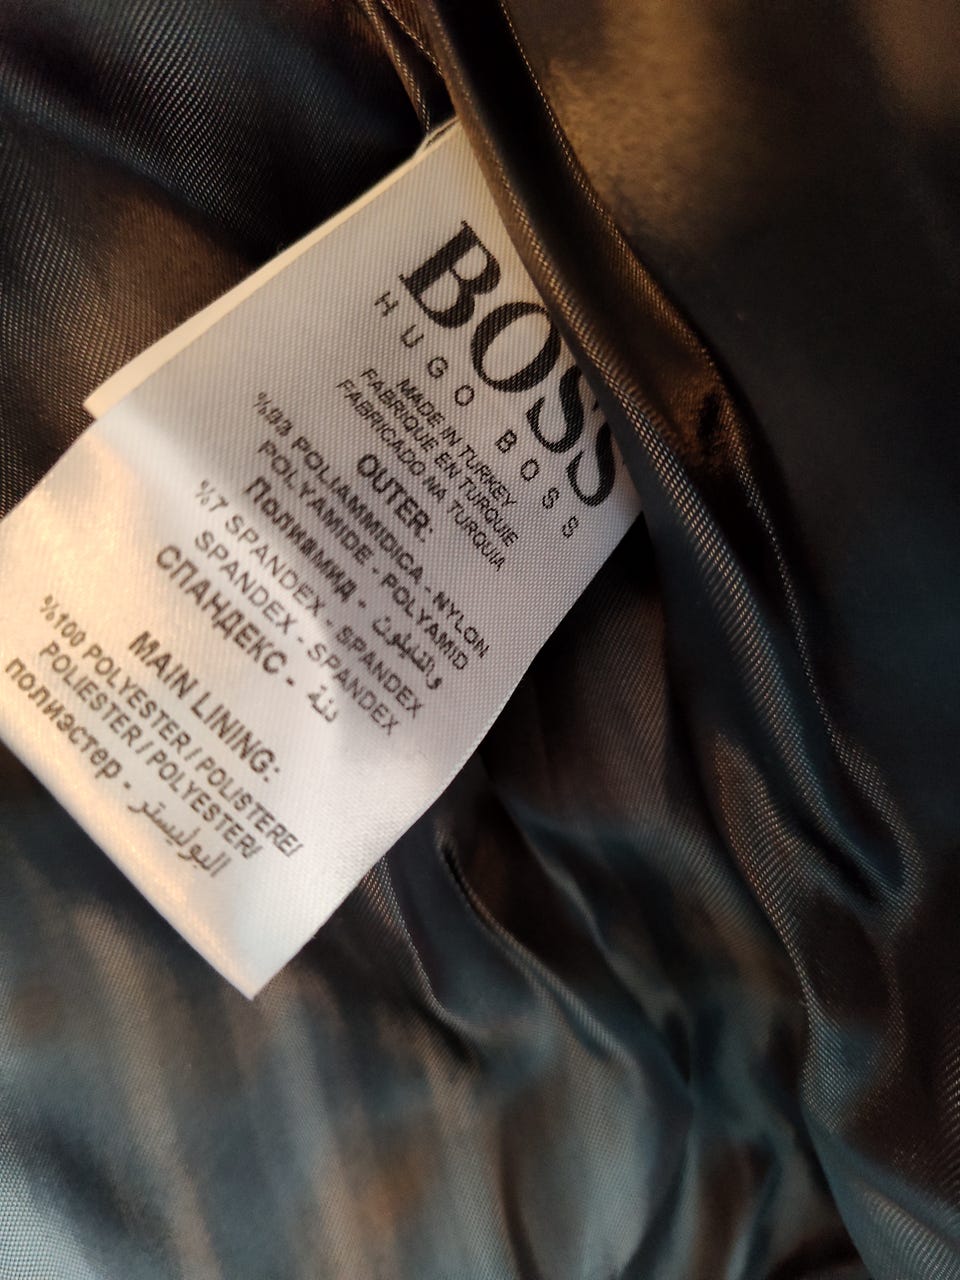 BOSS
HUGO BOSS
MADE IN TURKEY
FABRIQUE EN TURQUIE
FABRICADO NA TURQUIA
OUTER:
%93 POLIAMMIDICA - NYLON
POLYAMIDE - POLYAMID
Полиамид - والنيلون
%7 SPANDEX - SPANDEX
SPANDEX - SPANDEX
СПАНДЕКС -
MAIN LINING:
%100 POLYESTER / POLISTERE/
POLIESTER / POLYESTER/
полиэстер - البوليستر